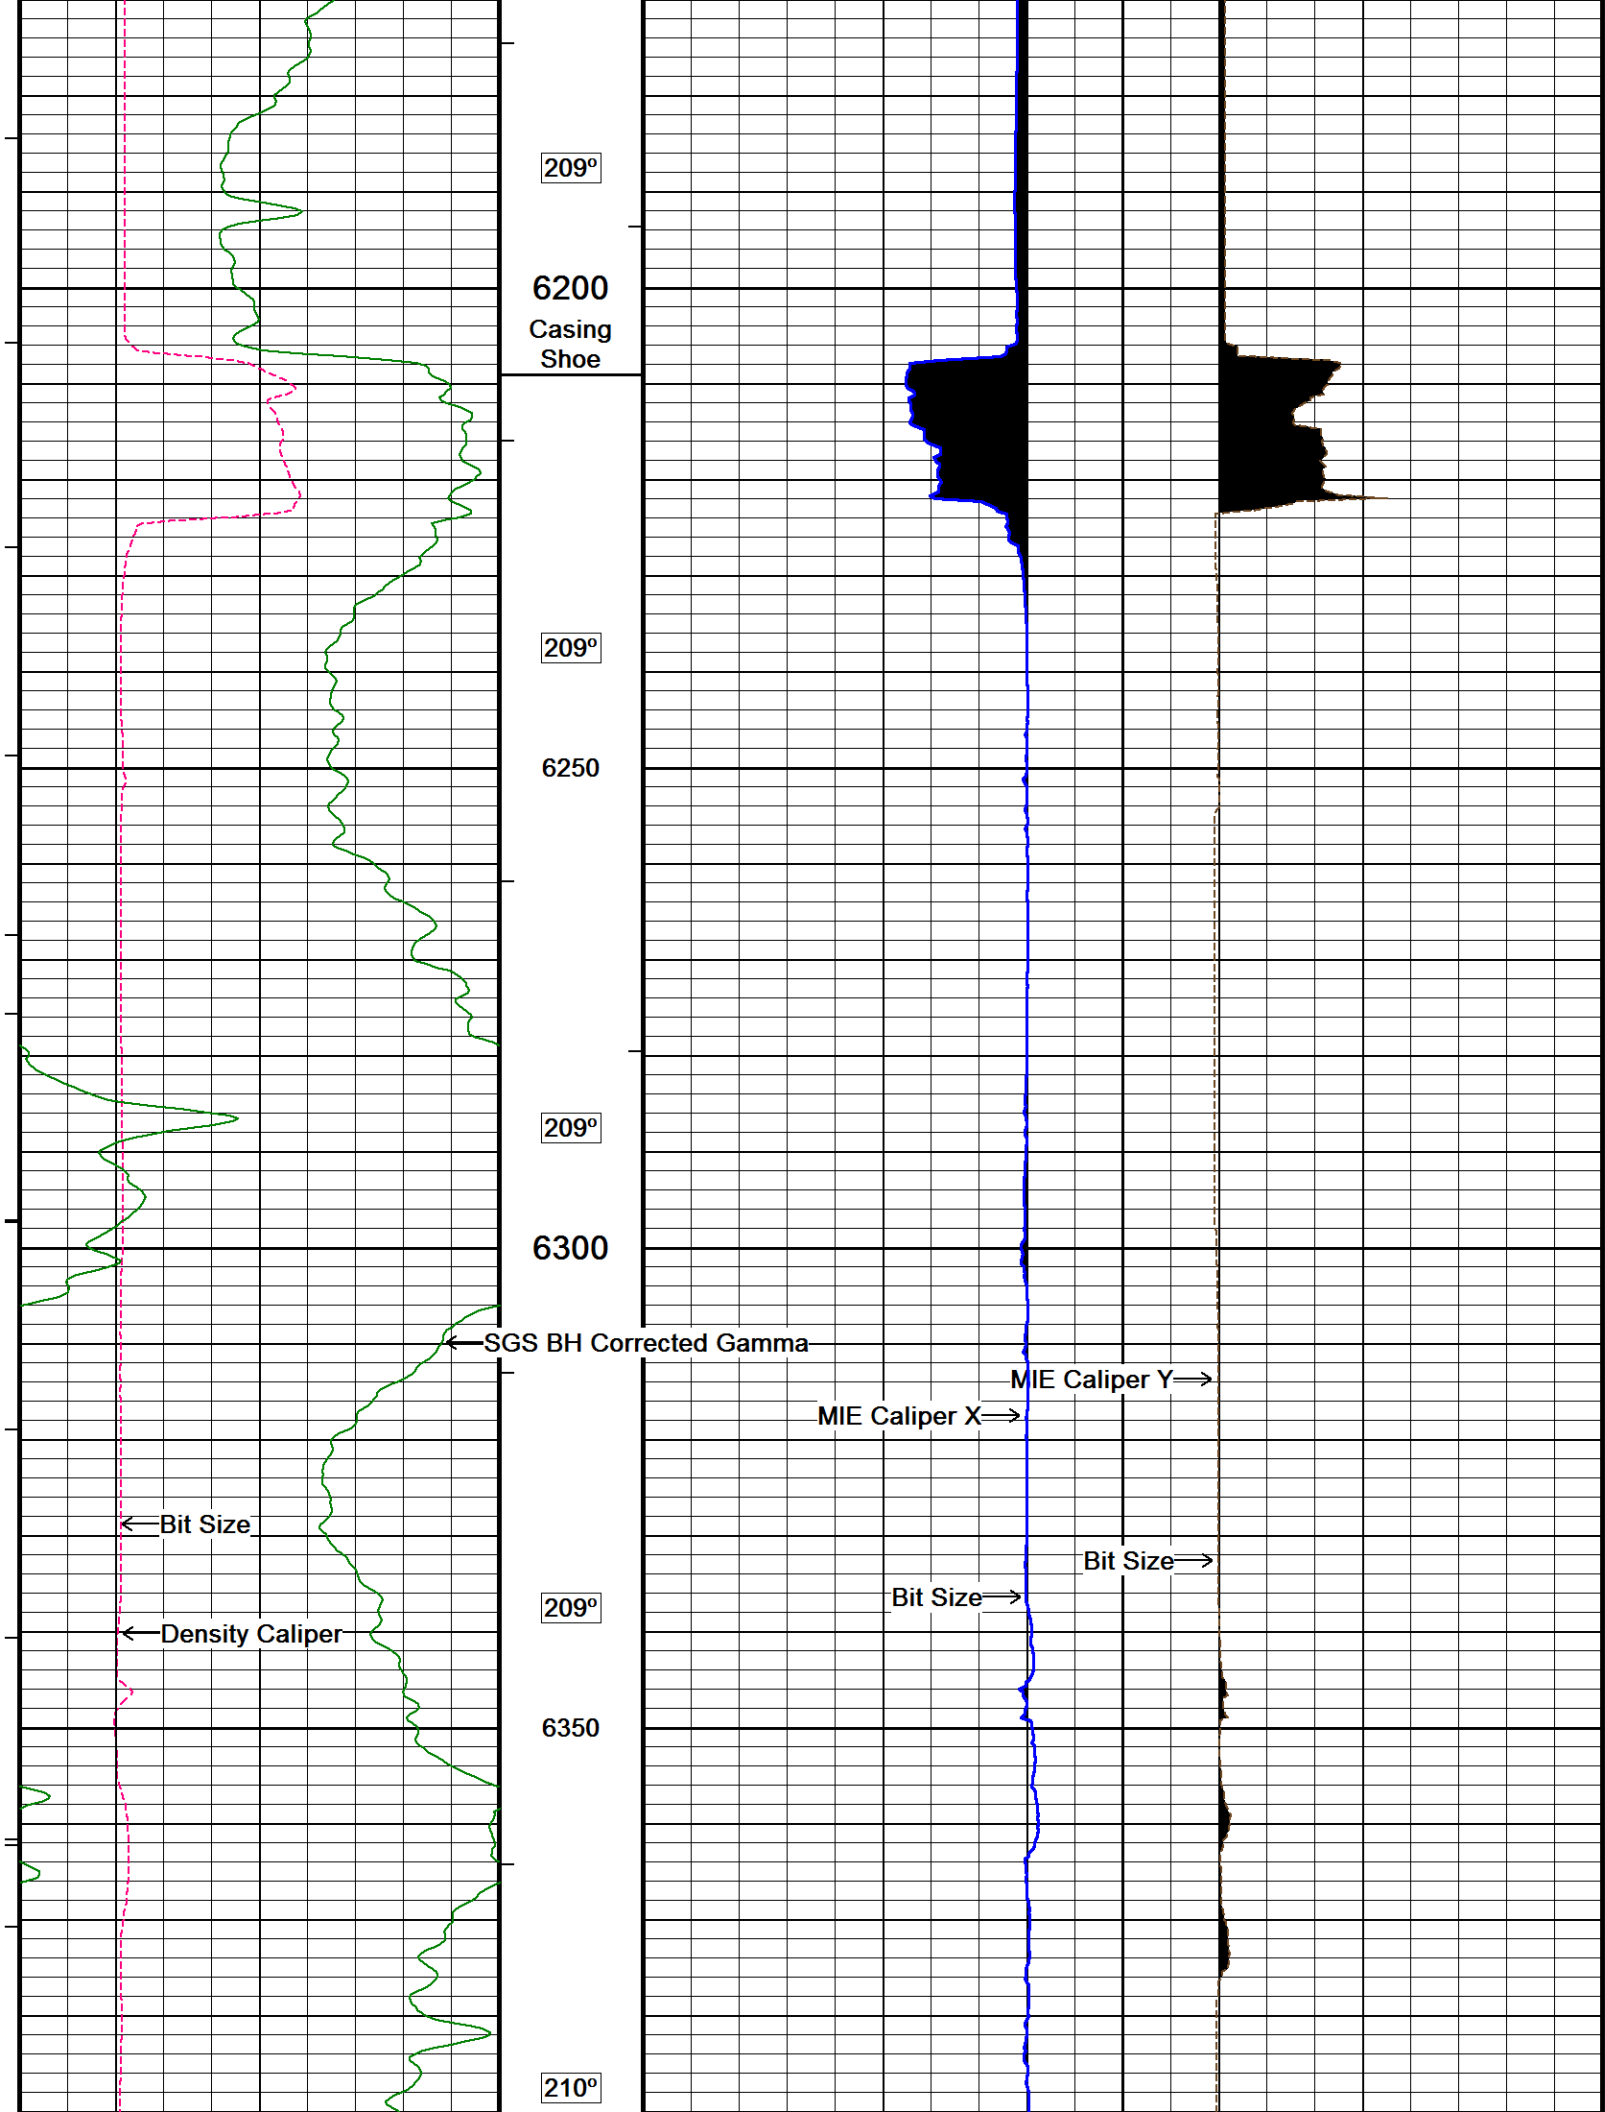 209º
6200
Casing
Shoe
209º
6250
209º
6300
SGS BH Corrected Gamma
MIE Caliper Y
MIE Caliper X
Bit Size
Bit Size
Bit Size
209º
Density Caliper
6350
210º